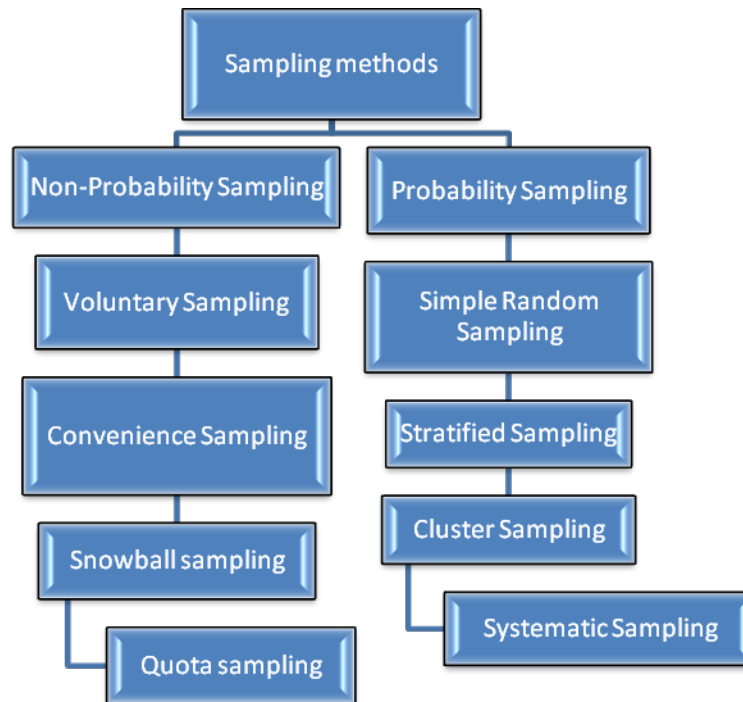 Sampling methods
Non-Probability Sampling
Probability Sampling
Voluntary Sampling
Simple Random
Sampling
Convenience Sampling
Stratified Sampling
Snowball sampling
Cluster Sampling
Quota sampling
Systematic Sampling